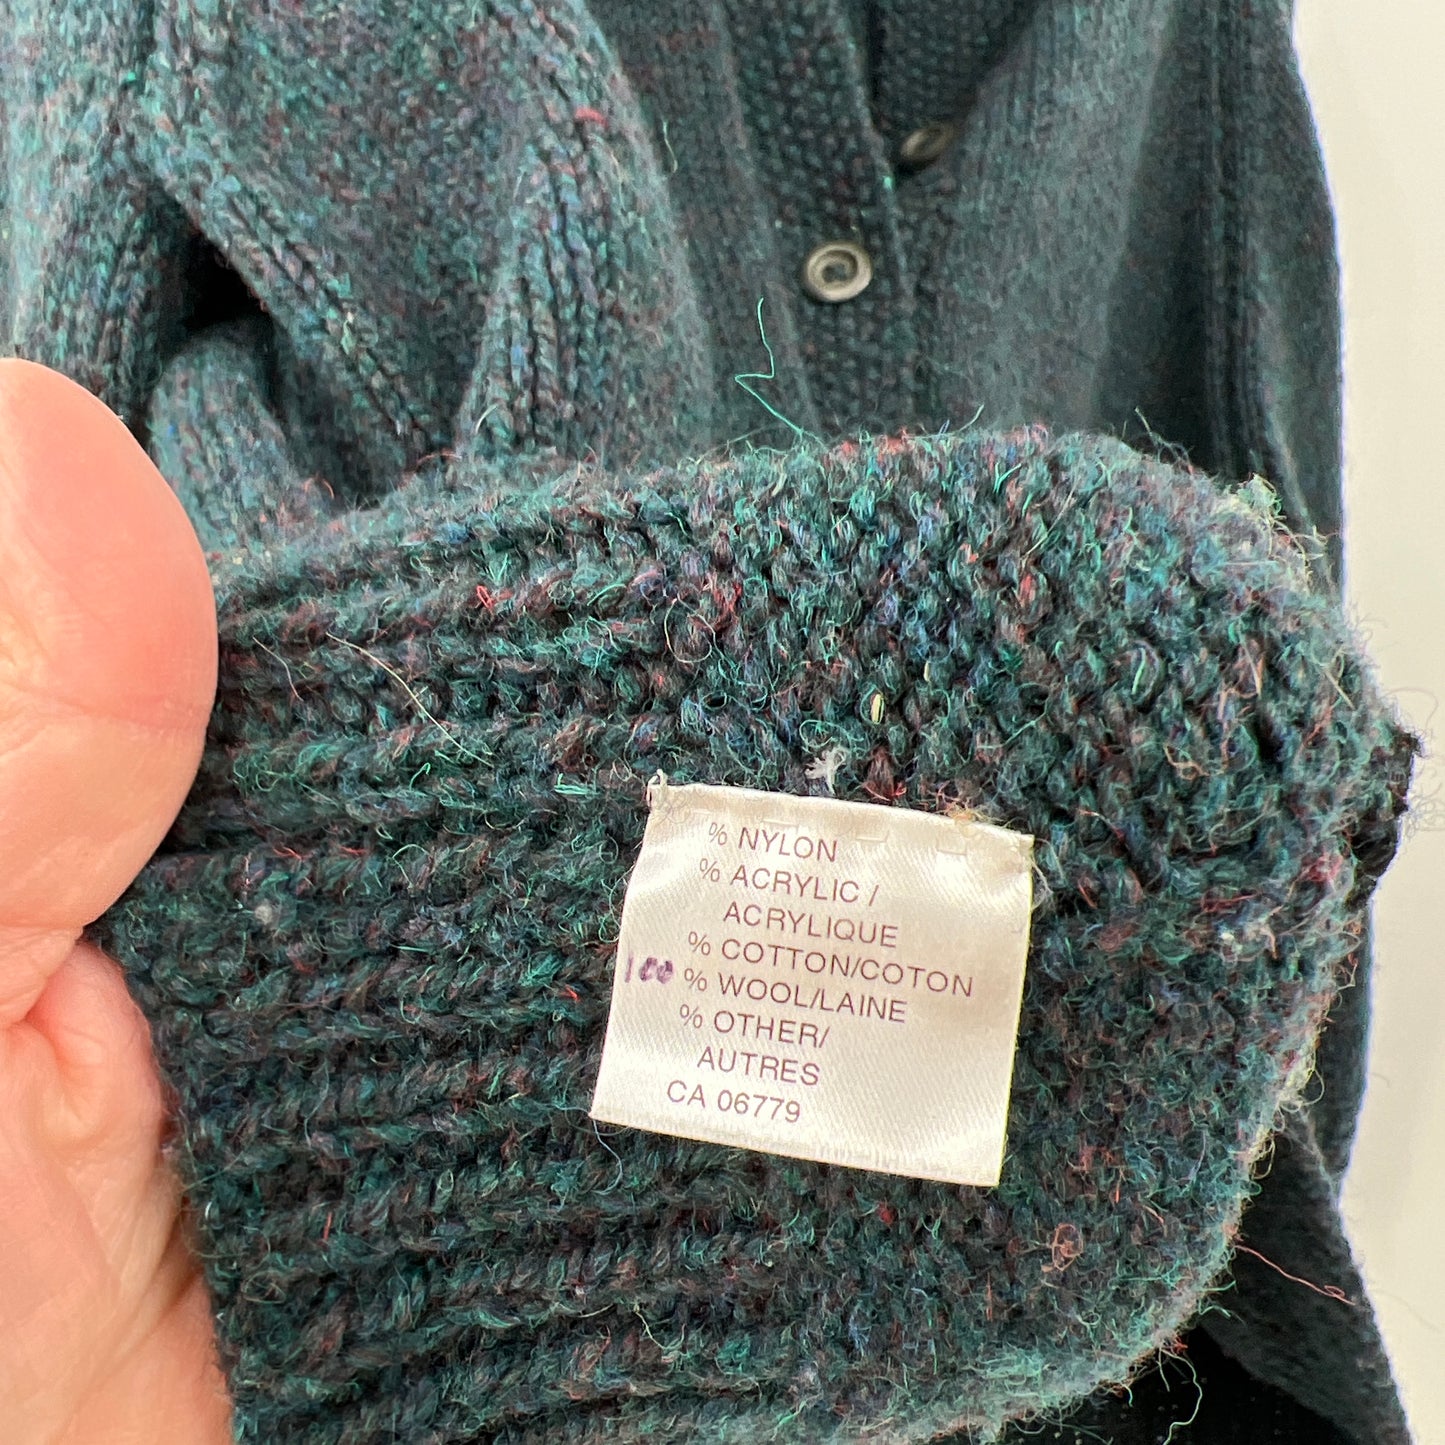 % NYLON
% ACRYLIC /
ACRYLIQUE
% COTTON/COTON
100 % WOOL/LAINE
% OTHER/
AUTRES
CA 06779